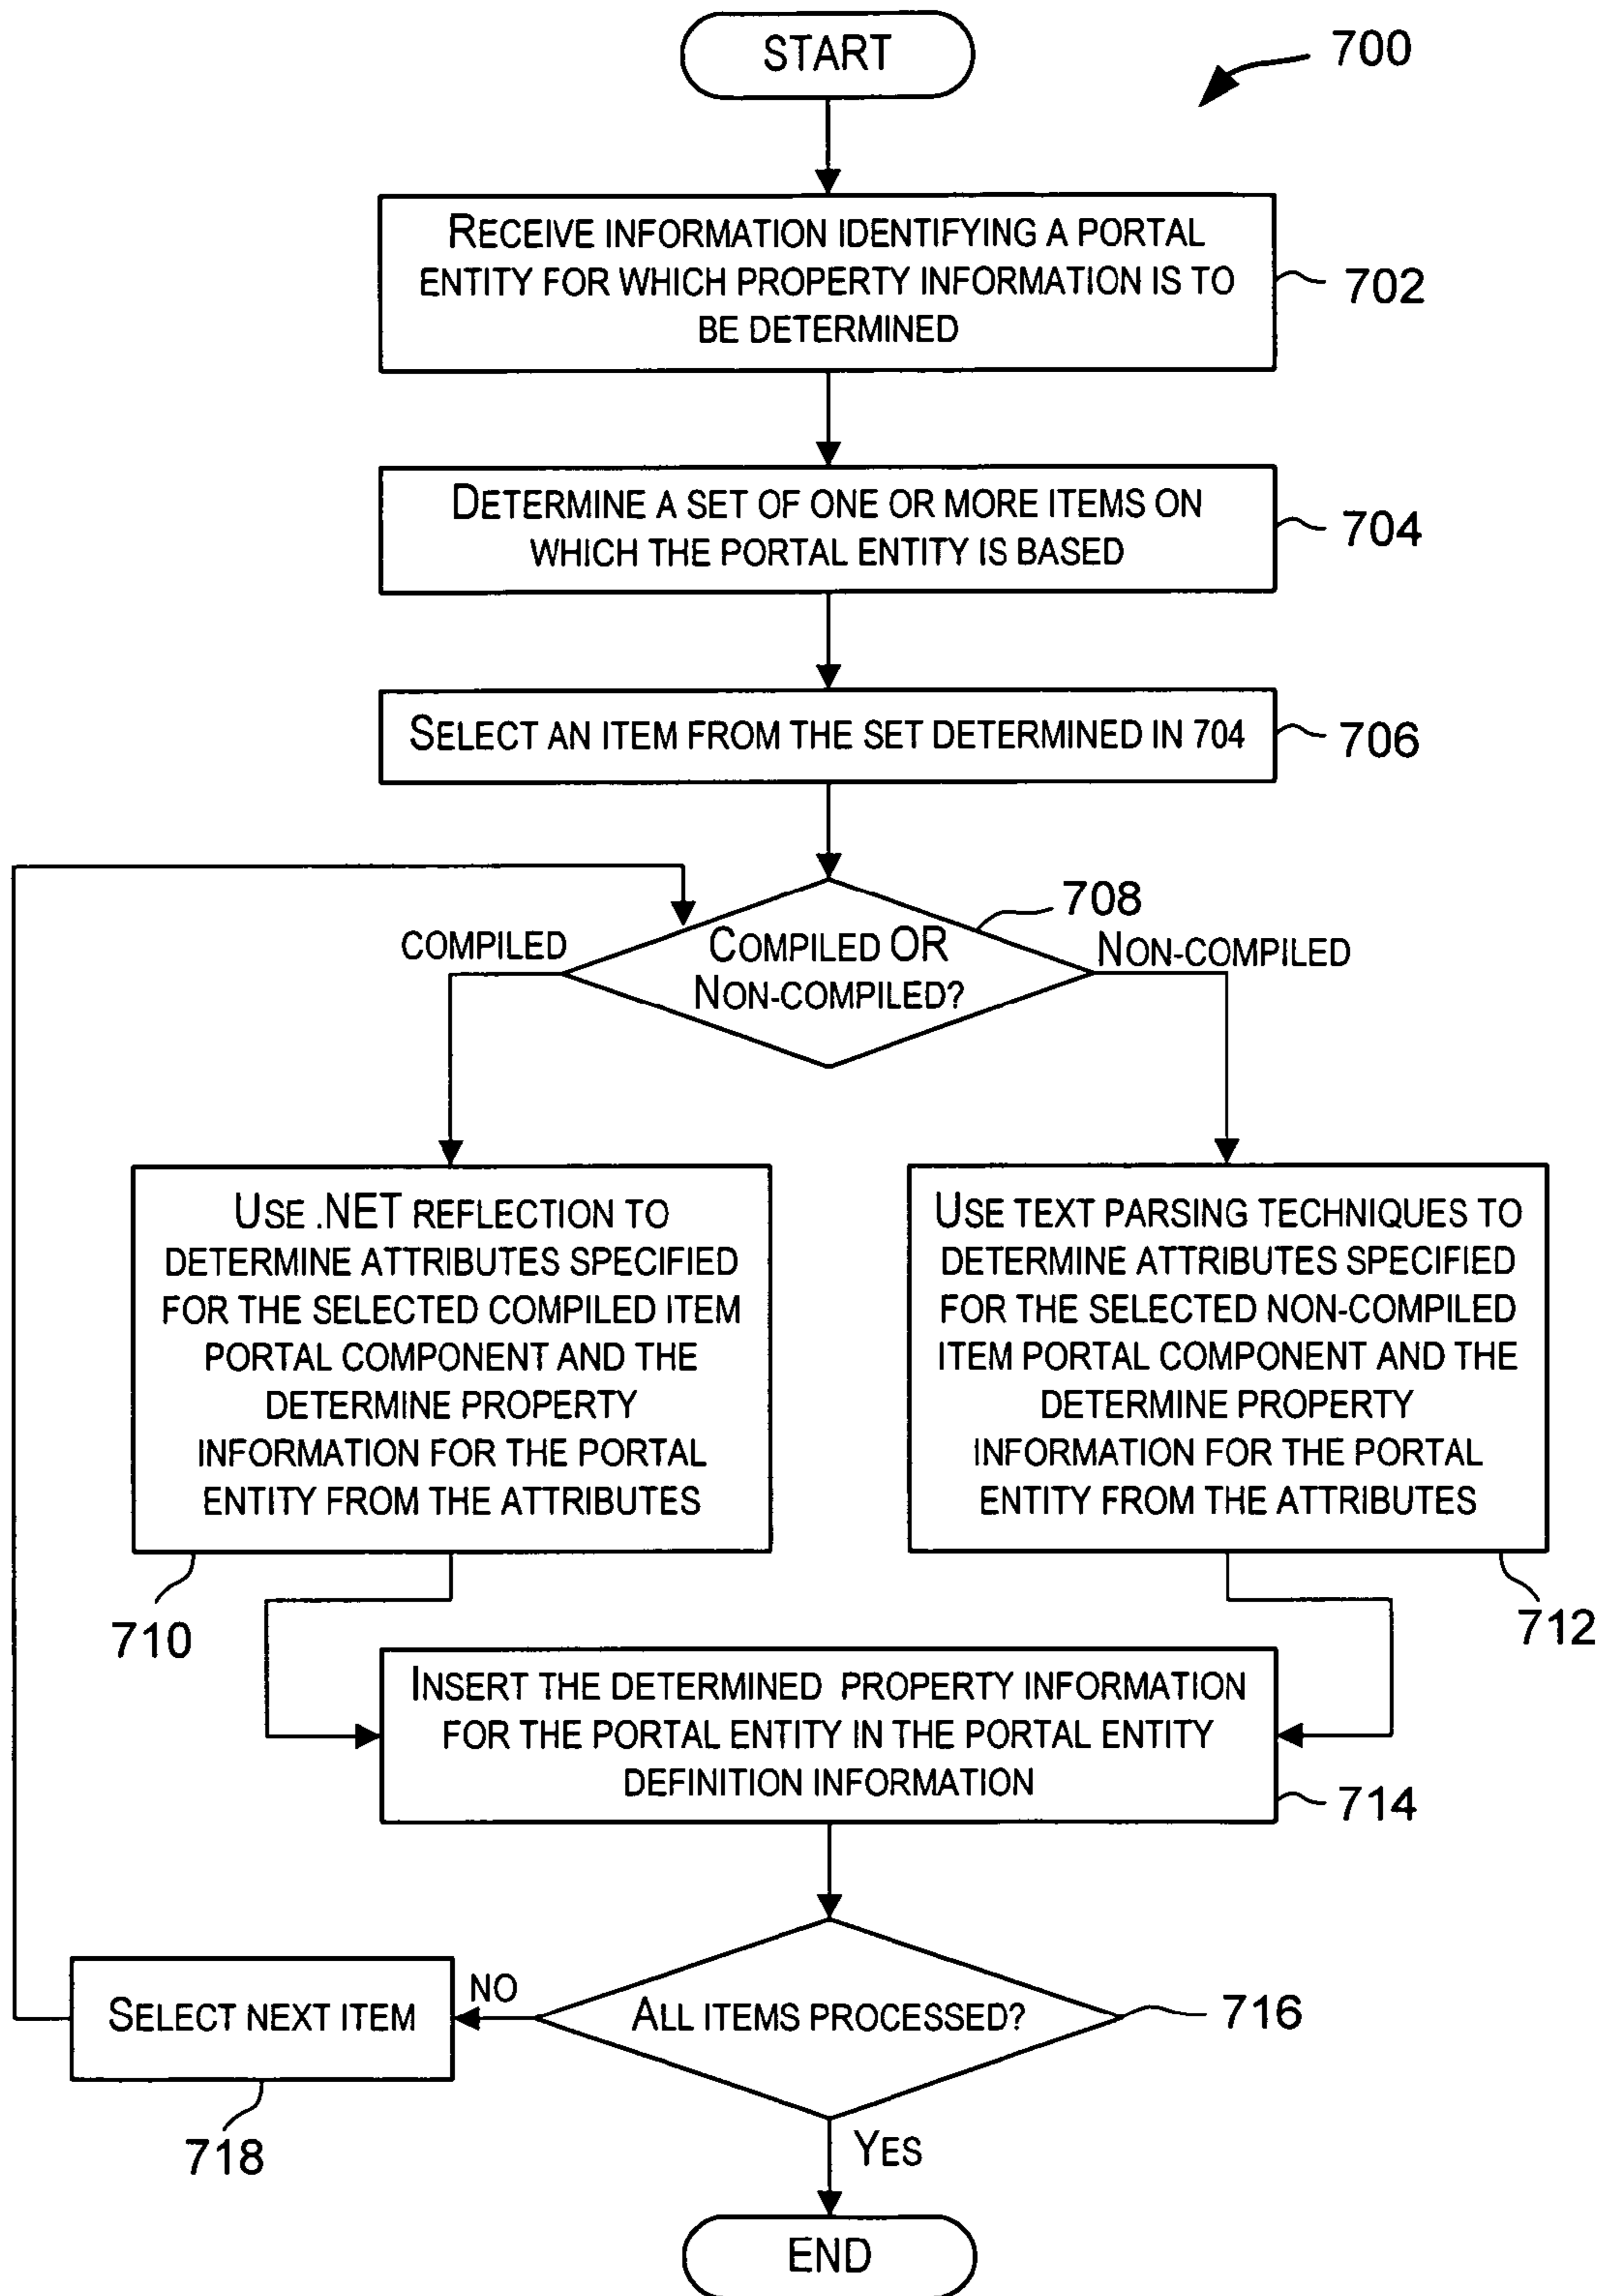 START
700
RECEIVE INFORMATION IDENTIFYING A PORTAL
ENTITY FOR WHICH PROPERTY INFORMATION IS TO
BE DETERMINED
702
DETERMINE A SET OF ONE OR MORE ITEMS ON
WHICH THE PORTAL ENTITY IS BASED
704
SELECT AN ITEM FROM THE SET DETERMINED IN 704
706
708
COMPILED
COMPILED OR
NON-COMPILED?
NON-COMPILED
USE .NET REFLECTION TO
DETERMINE ATTRIBUTES SPECIFIED
FOR THE SELECTED COMPILED ITEM
PORTAL COMPONENT AND THE
DETERMINE PROPERTY
INFORMATION FOR THE PORTAL
ENTITY FROM THE ATTRIBUTES
710
USE TEXT PARSING TECHNIQUES TO
DETERMINE ATTRIBUTES SPECIFIED
FOR THE SELECTED NON-COMPILED
ITEM PORTAL COMPONENT AND THE
DETERMINE PROPERTY
INFORMATION FOR THE PORTAL
ENTITY FROM THE ATTRIBUTES
712
INSERT THE DETERMINED PROPERTY INFORMATION
FOR THE PORTAL ENTITY IN THE PORTAL ENTITY
DEFINITION INFORMATION
714
ALL ITEMS PROCESSED?
716
NO
SELECT NEXT ITEM
718
YES
END